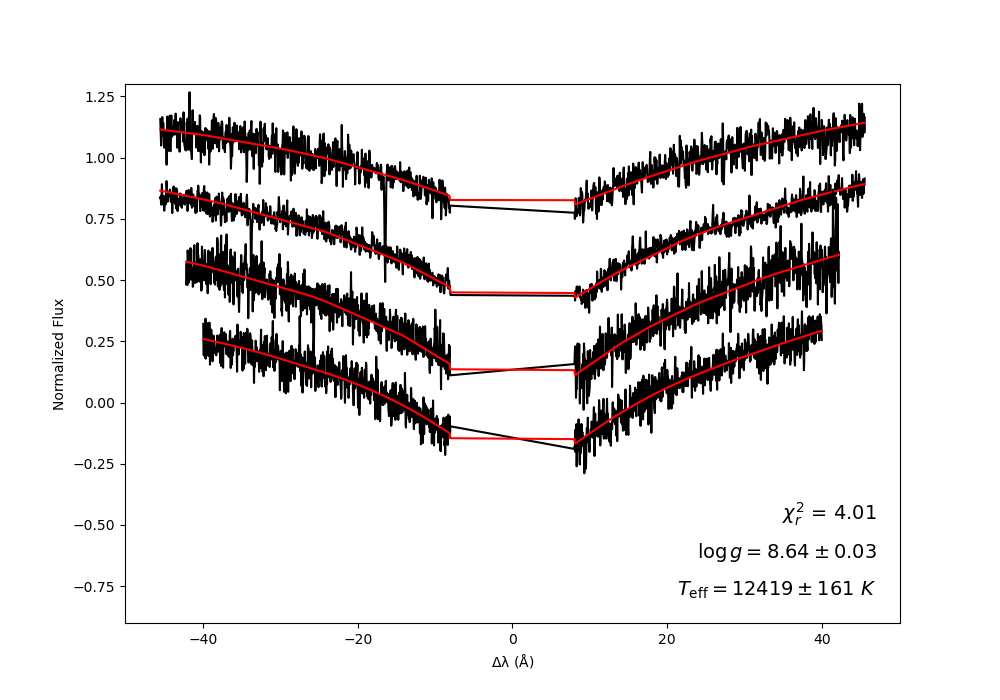 1.25
1.00
0.75
0.50
0.25
0.00
−0.25
−0.50
−0.75
Normalized Flux
χ²ᵣ = 4.01
log g = 8.64 ± 0.03
T_eff = 12419 ± 161 K
−40 −20 0 20 40
Δλ (Å)